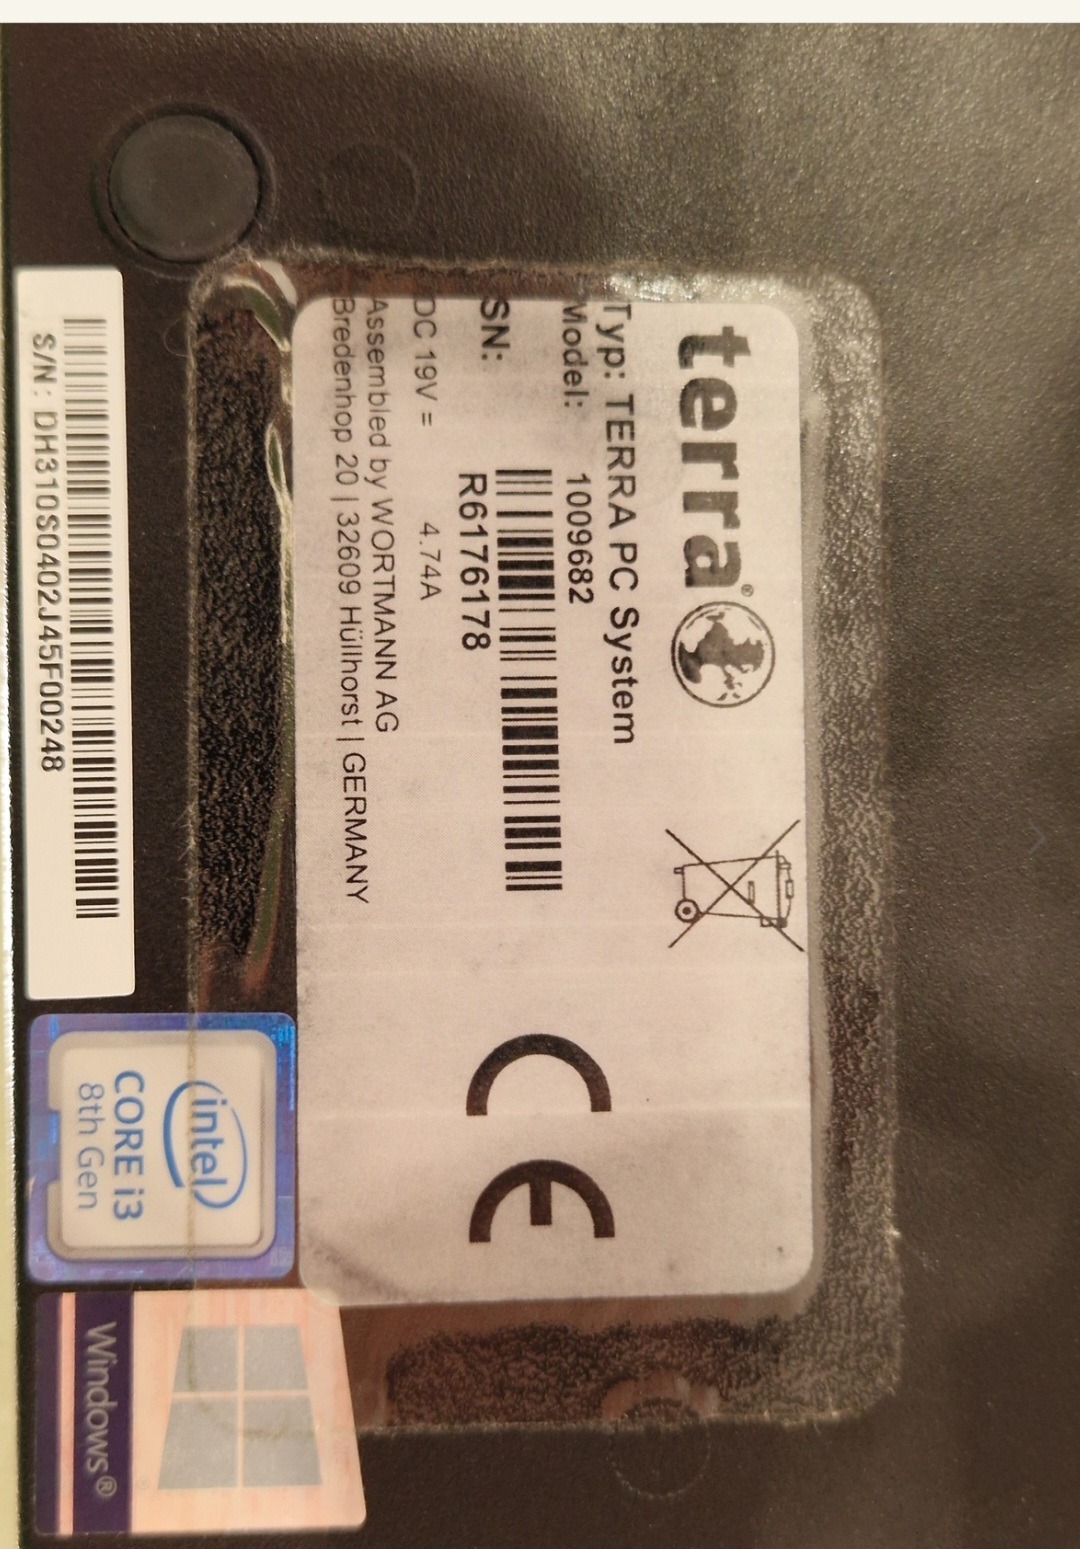 terra®
Typ: TERRA PC System
Model: 1009682
SN:
R6176178
DC 19V = 4.74A
Assembled by WORTMANN AG
Bredenhop 20 | 32609 Hüllhorst | GERMANY
CE
S/N: DH310S0402J45F00248
intel
CORE i3
8th Gen
Windows®